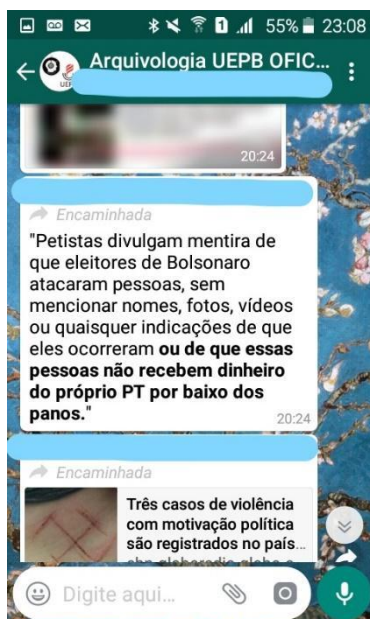 55% 23:08
Arquivologia UEPB OFIC...
20:24
Encaminhada
"Petistas divulgam mentira de
que eleitores de Bolsonaro
atacaram pessoas, sem
mencionar nomes, fotos, vídeos
ou quaisquer indicações de que
eles ocorreram ou de que essas
pessoas não recebem dinheiro
do próprio PT por baixo dos
panos."
20:24
Encaminhada
Três casos de violência
com motivação política
são registrados no país...
Digite aqui...